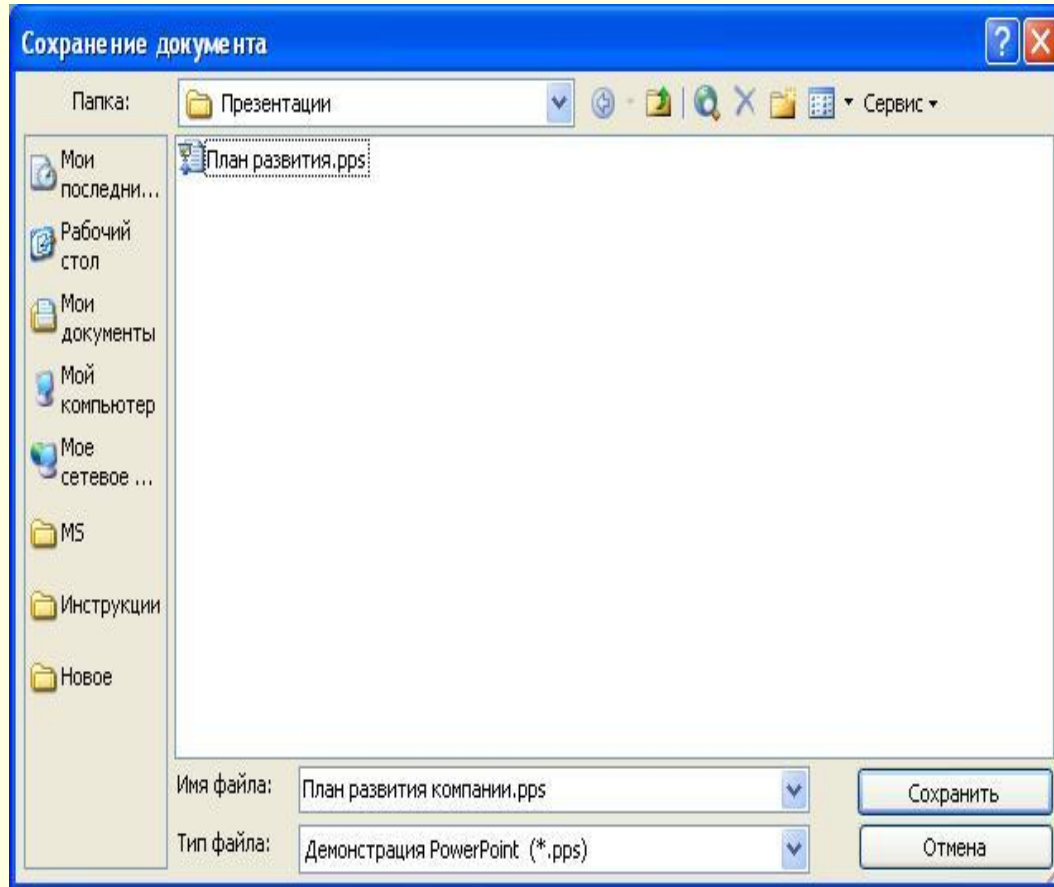 Сохранение документа
Папка:
Презентации
Сервис
Мои
последни...
Рабочий
стол
Мои
документы
Мой
компьютер
Мое
сетевое ...
MS
Инструкции
Новое
План развития.pps
Имя файла:
План развития компании.pps
Сохранить
Тип файла:
Демонстрация PowerPoint (*.pps)
Отмена